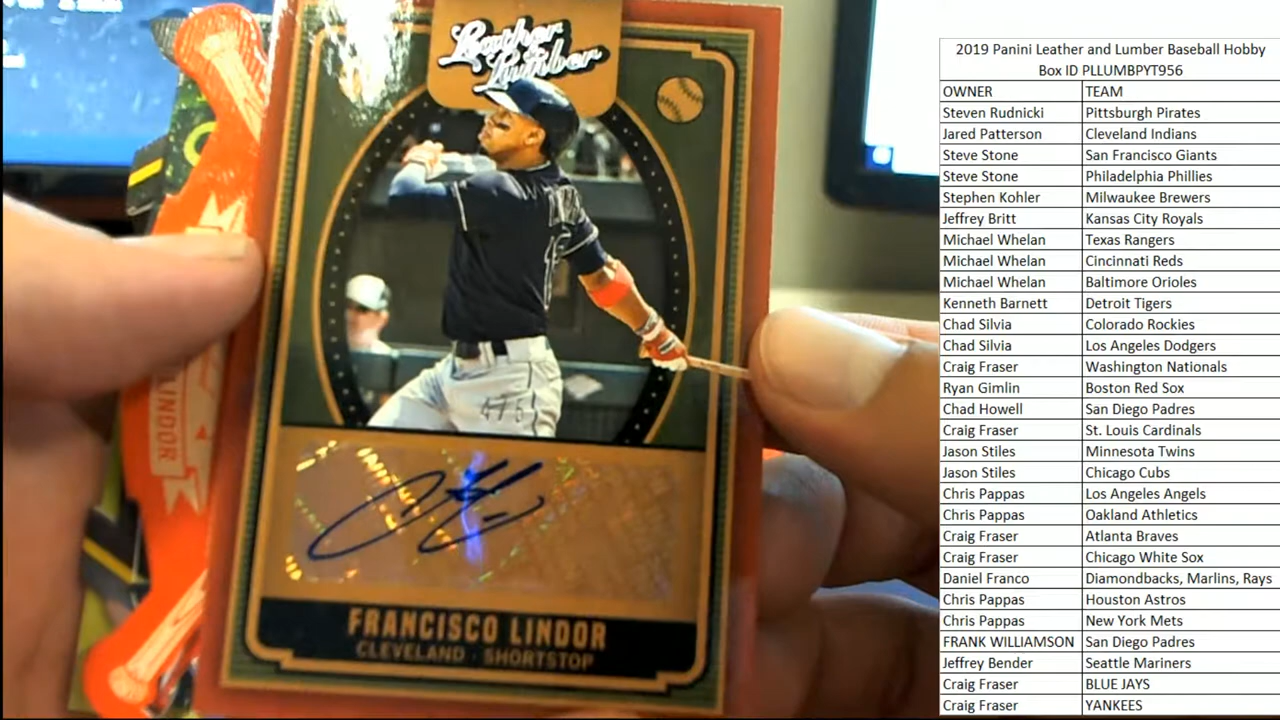 Leather
Lumber
4/5
FRANCISCO LINDOR
CLEVELAND · SHORTSTOP
LINDOR
2019 Panini Leather and Lumber Baseball Hobby
Box ID PLLUMBPYT956
OWNER TEAM
Steven Rudnicki Pittsburgh Pirates
Jared Patterson Cleveland Indians
Steve Stone San Francisco Giants
Steve Stone Philadelphia Phillies
Stephen Kohler Milwaukee Brewers
Jeffrey Britt Kansas City Royals
Michael Whelan Texas Rangers
Michael Whelan Cincinnati Reds
Michael Whelan Baltimore Orioles
Kenneth Barnett Detroit Tigers
Chad Silvia Colorado Rockies
Chad Silvia Los Angeles Dodgers
Craig Fraser Washington Nationals
Ryan Gimlin Boston Red Sox
Chad Howell San Diego Padres
Craig Fraser St. Louis Cardinals
Jason Stiles Minnesota Twins
Jason Stiles Chicago Cubs
Chris Pappas Los Angeles Angels
Chris Pappas Oakland Athletics
Craig Fraser Atlanta Braves
Craig Fraser Chicago White Sox
Daniel Franco Diamondbacks, Marlins, Rays
Chris Pappas Houston Astros
Chris Pappas New York Mets
FRANK WILLIAMSON San Diego Padres
Jeffrey Bender Seattle Mariners
Craig Fraser BLUE JAYS
Craig Fraser YANKEES